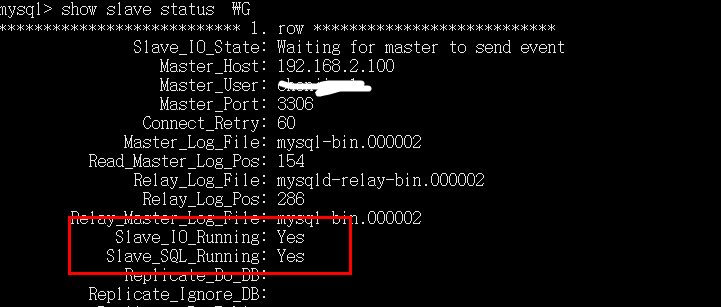 mysql> show slave status ₩G
*************************** 1. row ***************************
Slave_IO_State: Waiting for master to send event
Master_Host: 192.168.2.100
Master_User:
Master_Port: 3306
Connect_Retry: 60
Master_Log_File: mysql-bin.000002
Read_Master_Log_Pos: 154
Relay_Log_File: mysqld-relay-bin.000002
Relay_Log_Pos: 286
Relay_Master_Log_File: mysql-bin.000002
Slave_IO_Running: Yes
Slave_SQL_Running: Yes
Replicate_Do_DB:
Replicate_Ignore_DB: